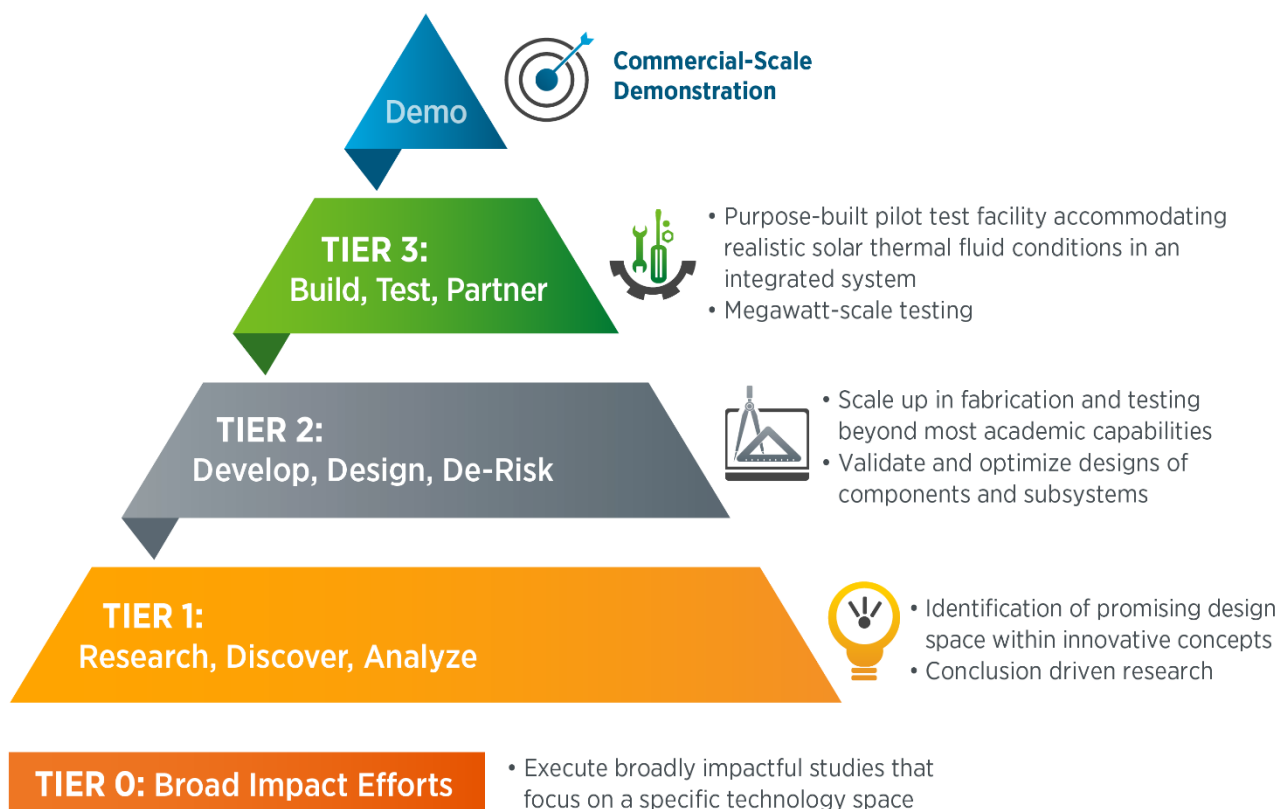 Demo
Commercial-Scale
Demonstration
TIER 3:
Build, Test, Partner
• Purpose-built pilot test facility accommodating
realistic solar thermal fluid conditions in an
integrated system
• Megawatt-scale testing
TIER 2:
Develop, Design, De-Risk
• Scale up in fabrication and testing
beyond most academic capabilities
• Validate and optimize designs of
components and subsystems
TIER 1:
Research, Discover, Analyze
• Identification of promising design
space within innovative concepts
• Conclusion driven research
TIER 0: Broad Impact Efforts
• Execute broadly impactful studies that
focus on a specific technology space